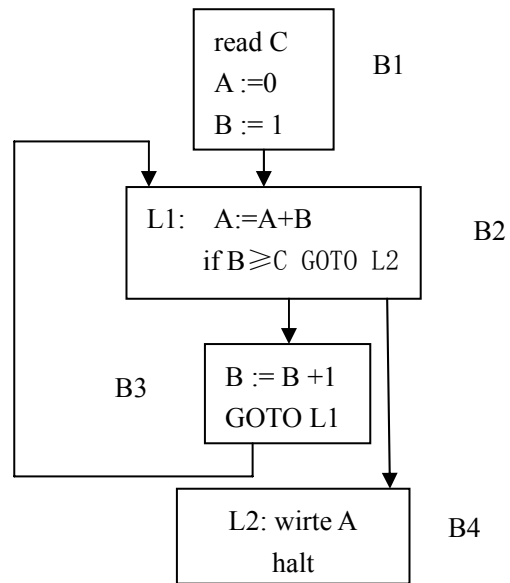 read C
A :=0
B := 1
B1
L1: A:=A+B
if B≥C GOTO L2
B2
B3
B := B +1
GOTO L1
L2: wirte A
halt
B4